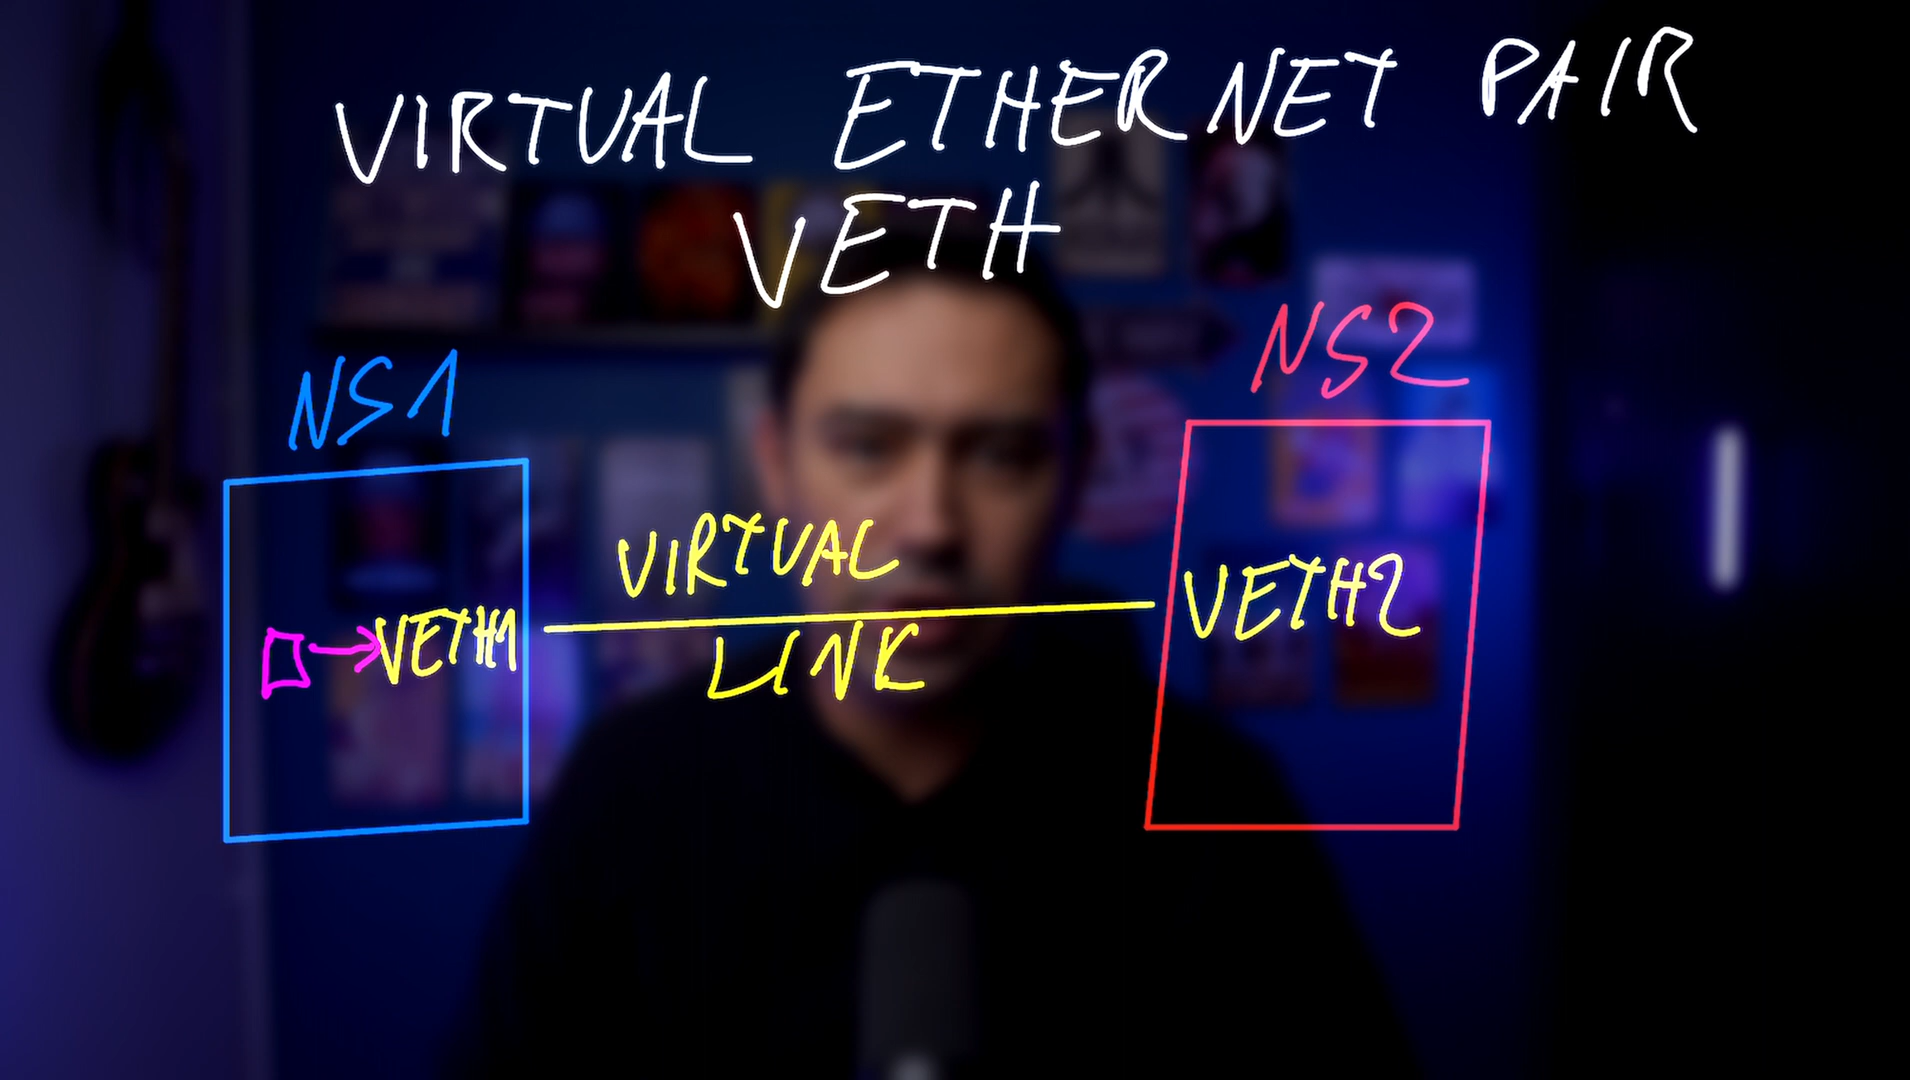 VIRTUAL ETHERNET PAIR
VETH
NS1
NS2
VIRTUAL
LINK
VETH1
VETH2